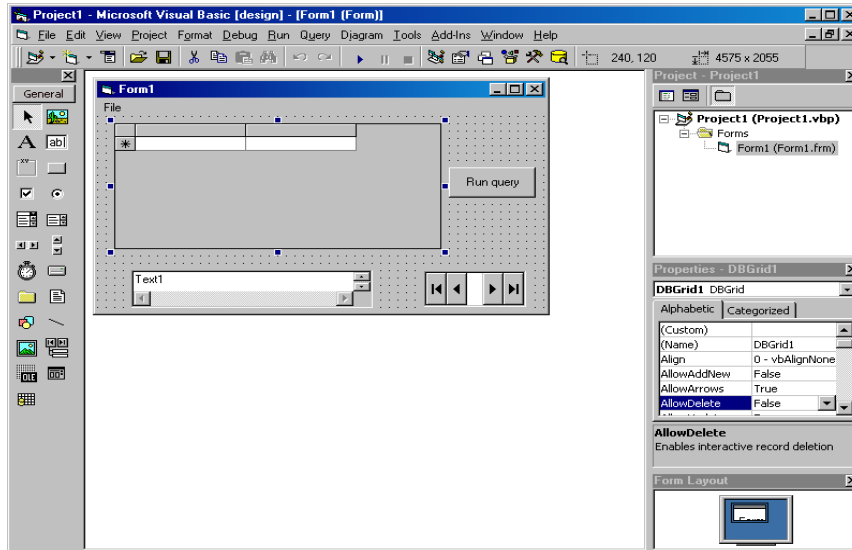 Project1 - Microsoft Visual Basic [design] - [Form1 (Form)]
File Edit View Project Format Debug Run Query Diagram Tools Add-Ins Window Help
240, 120 4575 x 2055
General
A ab|
OLE
Form1
File
Run query
Text1
Project - Project1
Project1 (Project1.vbp)
Forms
Form1 (Form1.frm)
Properties - DBGrid1
DBGrid1 DBGrid
Alphabetic Categorized
(Custom)
(Name) DBGrid1
Align 0 - vbAlignNone
AllowAddNew False
AllowArrows True
AllowDelete False
AllowDelete
Enables interactive record deletion
Form Layout